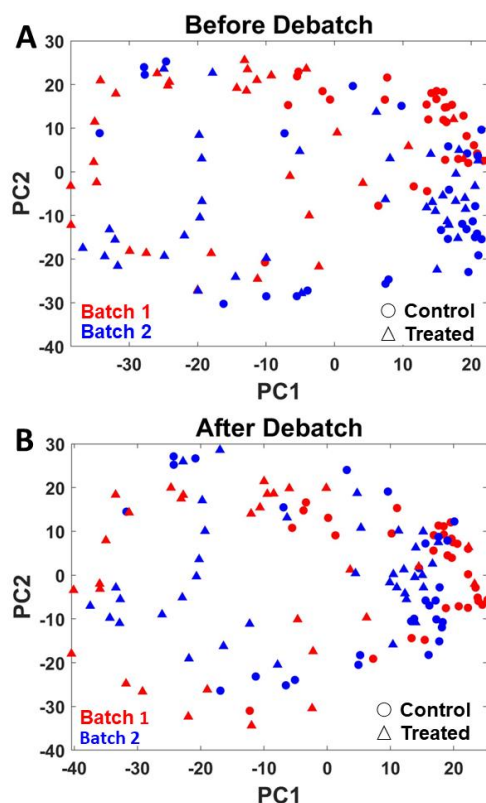 A
Before Debatch
30
20
10
0
-10
-20
-30
-40
PC2
Batch 1
Batch 2
Control
Treated
-30 -20 -10 0 10 20
PC1
B
After Debatch
30
20
10
0
-10
-20
-30
-40
PC2
Batch 1
Batch 2
Control
Treated
-40 -30 -20 -10 0 10 20
PC1